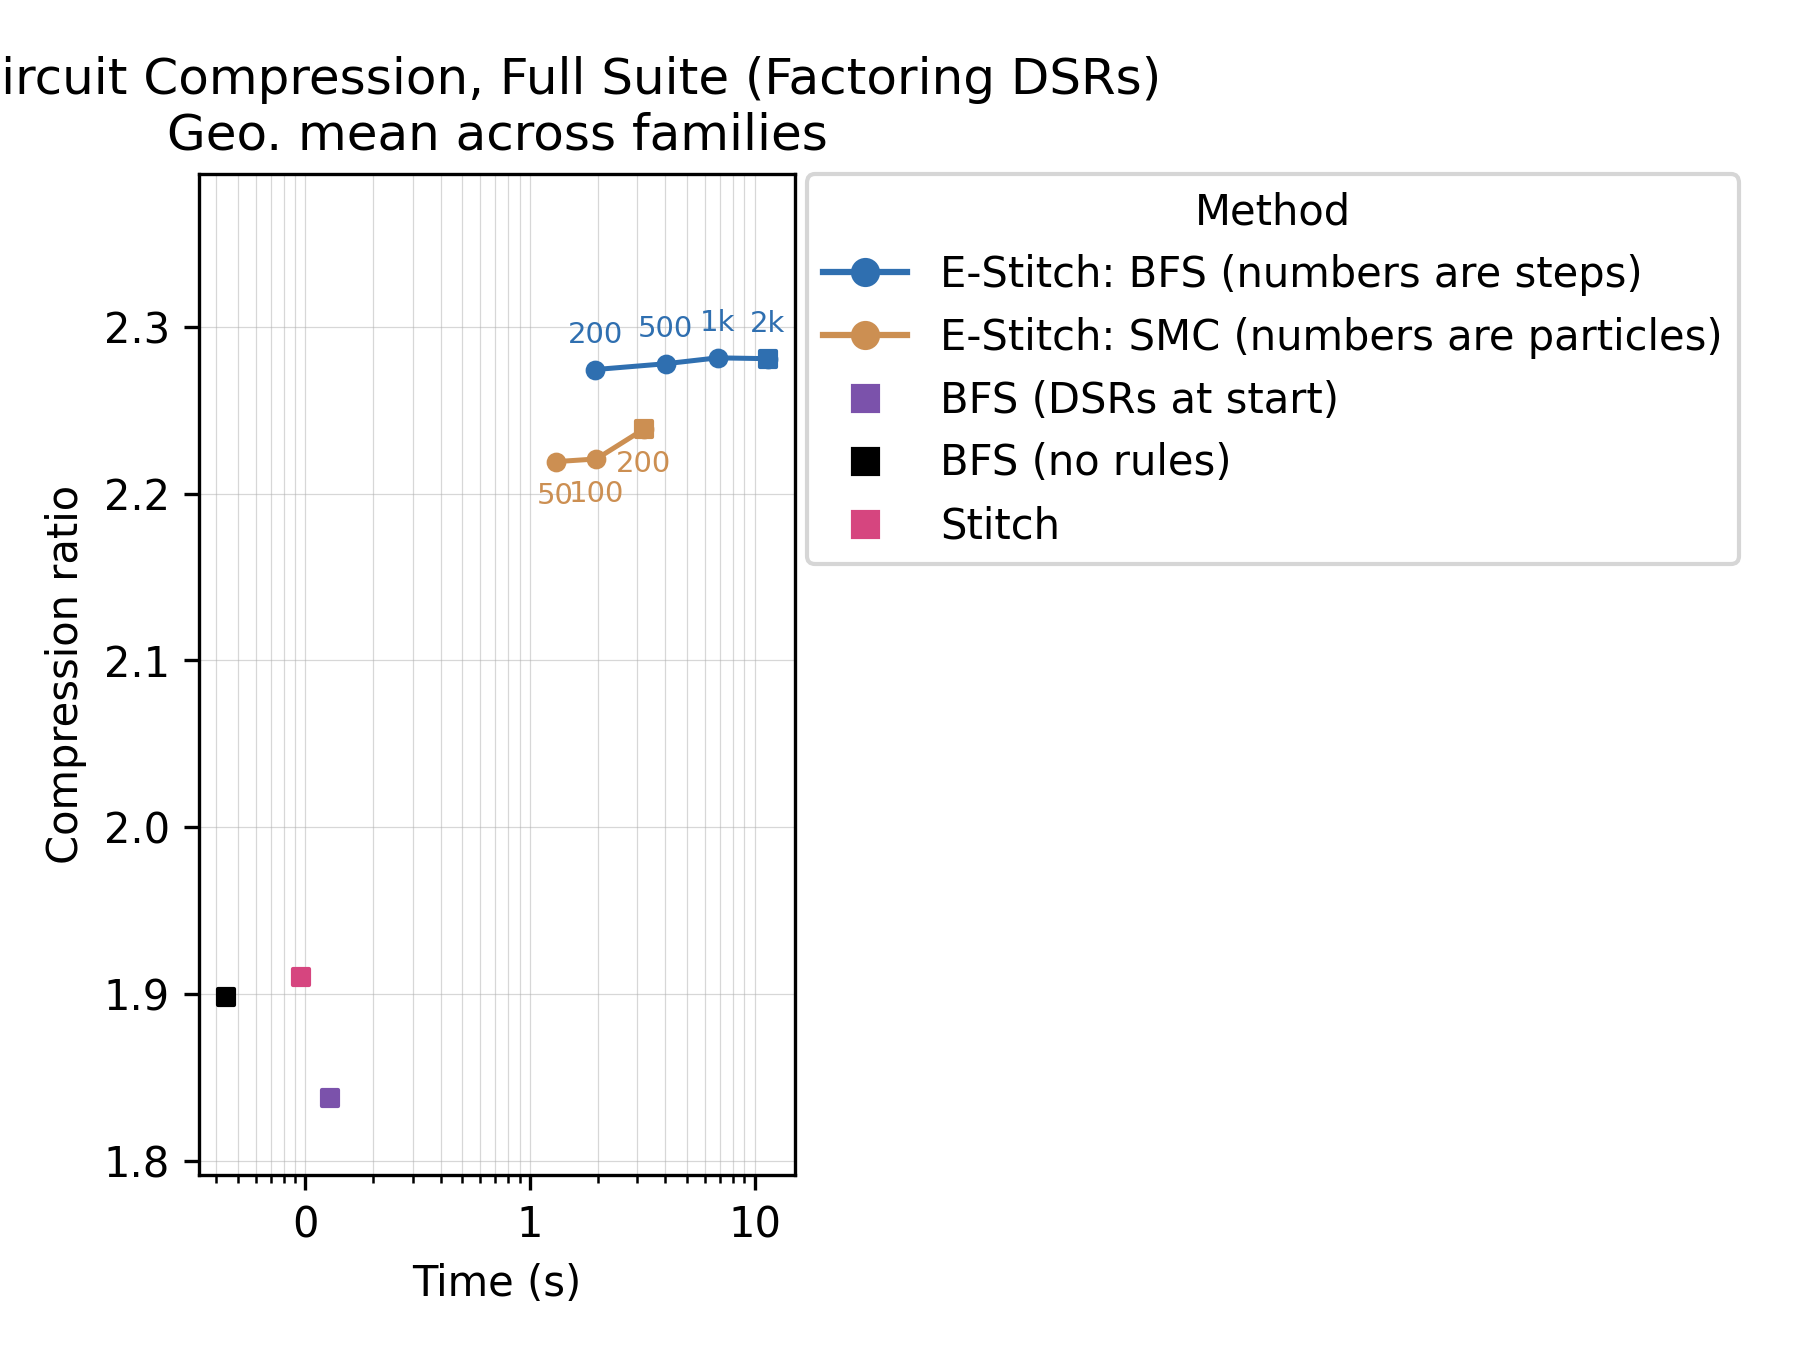 ircuit Compression, Full Suite (Factoring DSRs)
Geo. mean across families
Method
E-Stitch: BFS (numbers are steps)
E-Stitch: SMC (numbers are particles)
BFS (DSRs at start)
BFS (no rules)
Stitch
200 500 1k 2k
50 100 200
Compression ratio
2.3
2.2
2.1
2.0
1.9
1.8
0 1 10
Time (s)